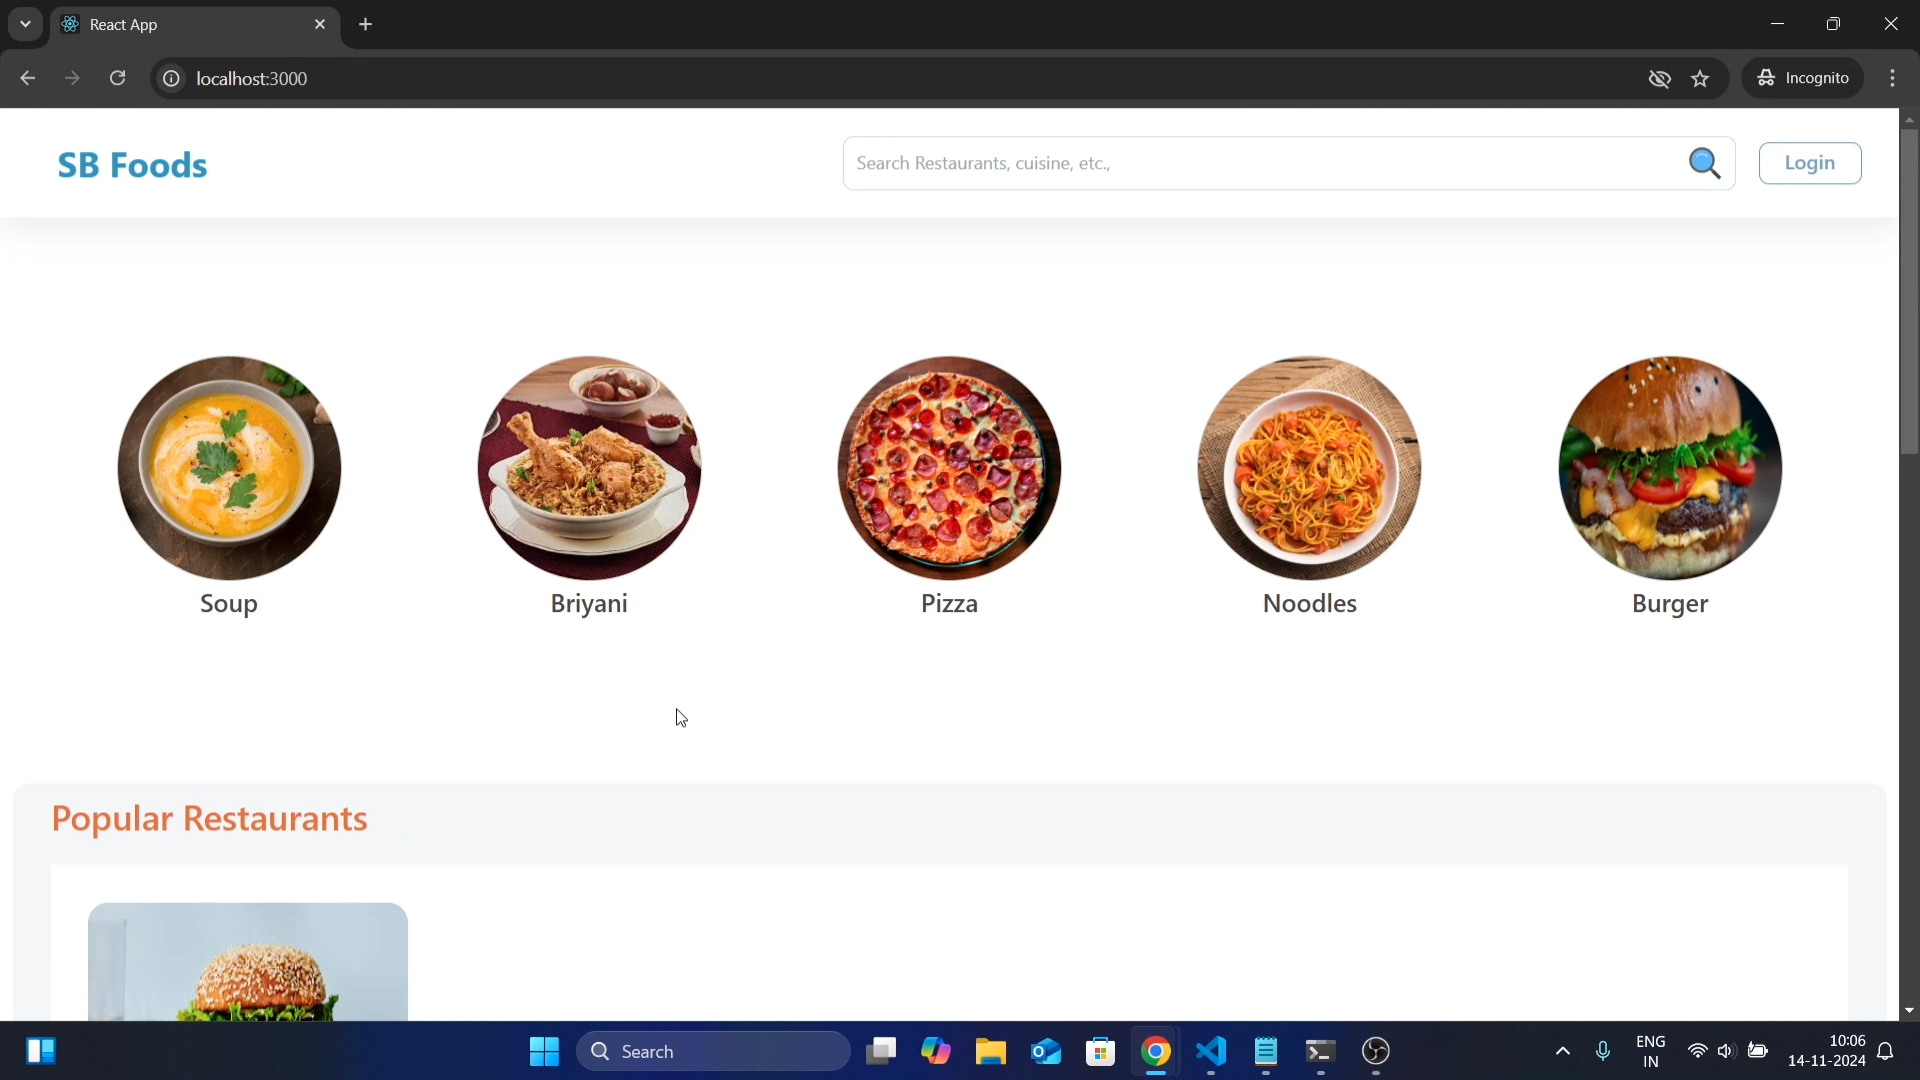 React App
localhost:3000
Incognito
SB Foods
Search Restaurants, cuisine, etc.,
Login
Soup
Briyani
Pizza
Noodles
Burger
Popular Restaurants
Search
ENG
IN
10:06
14-11-2024